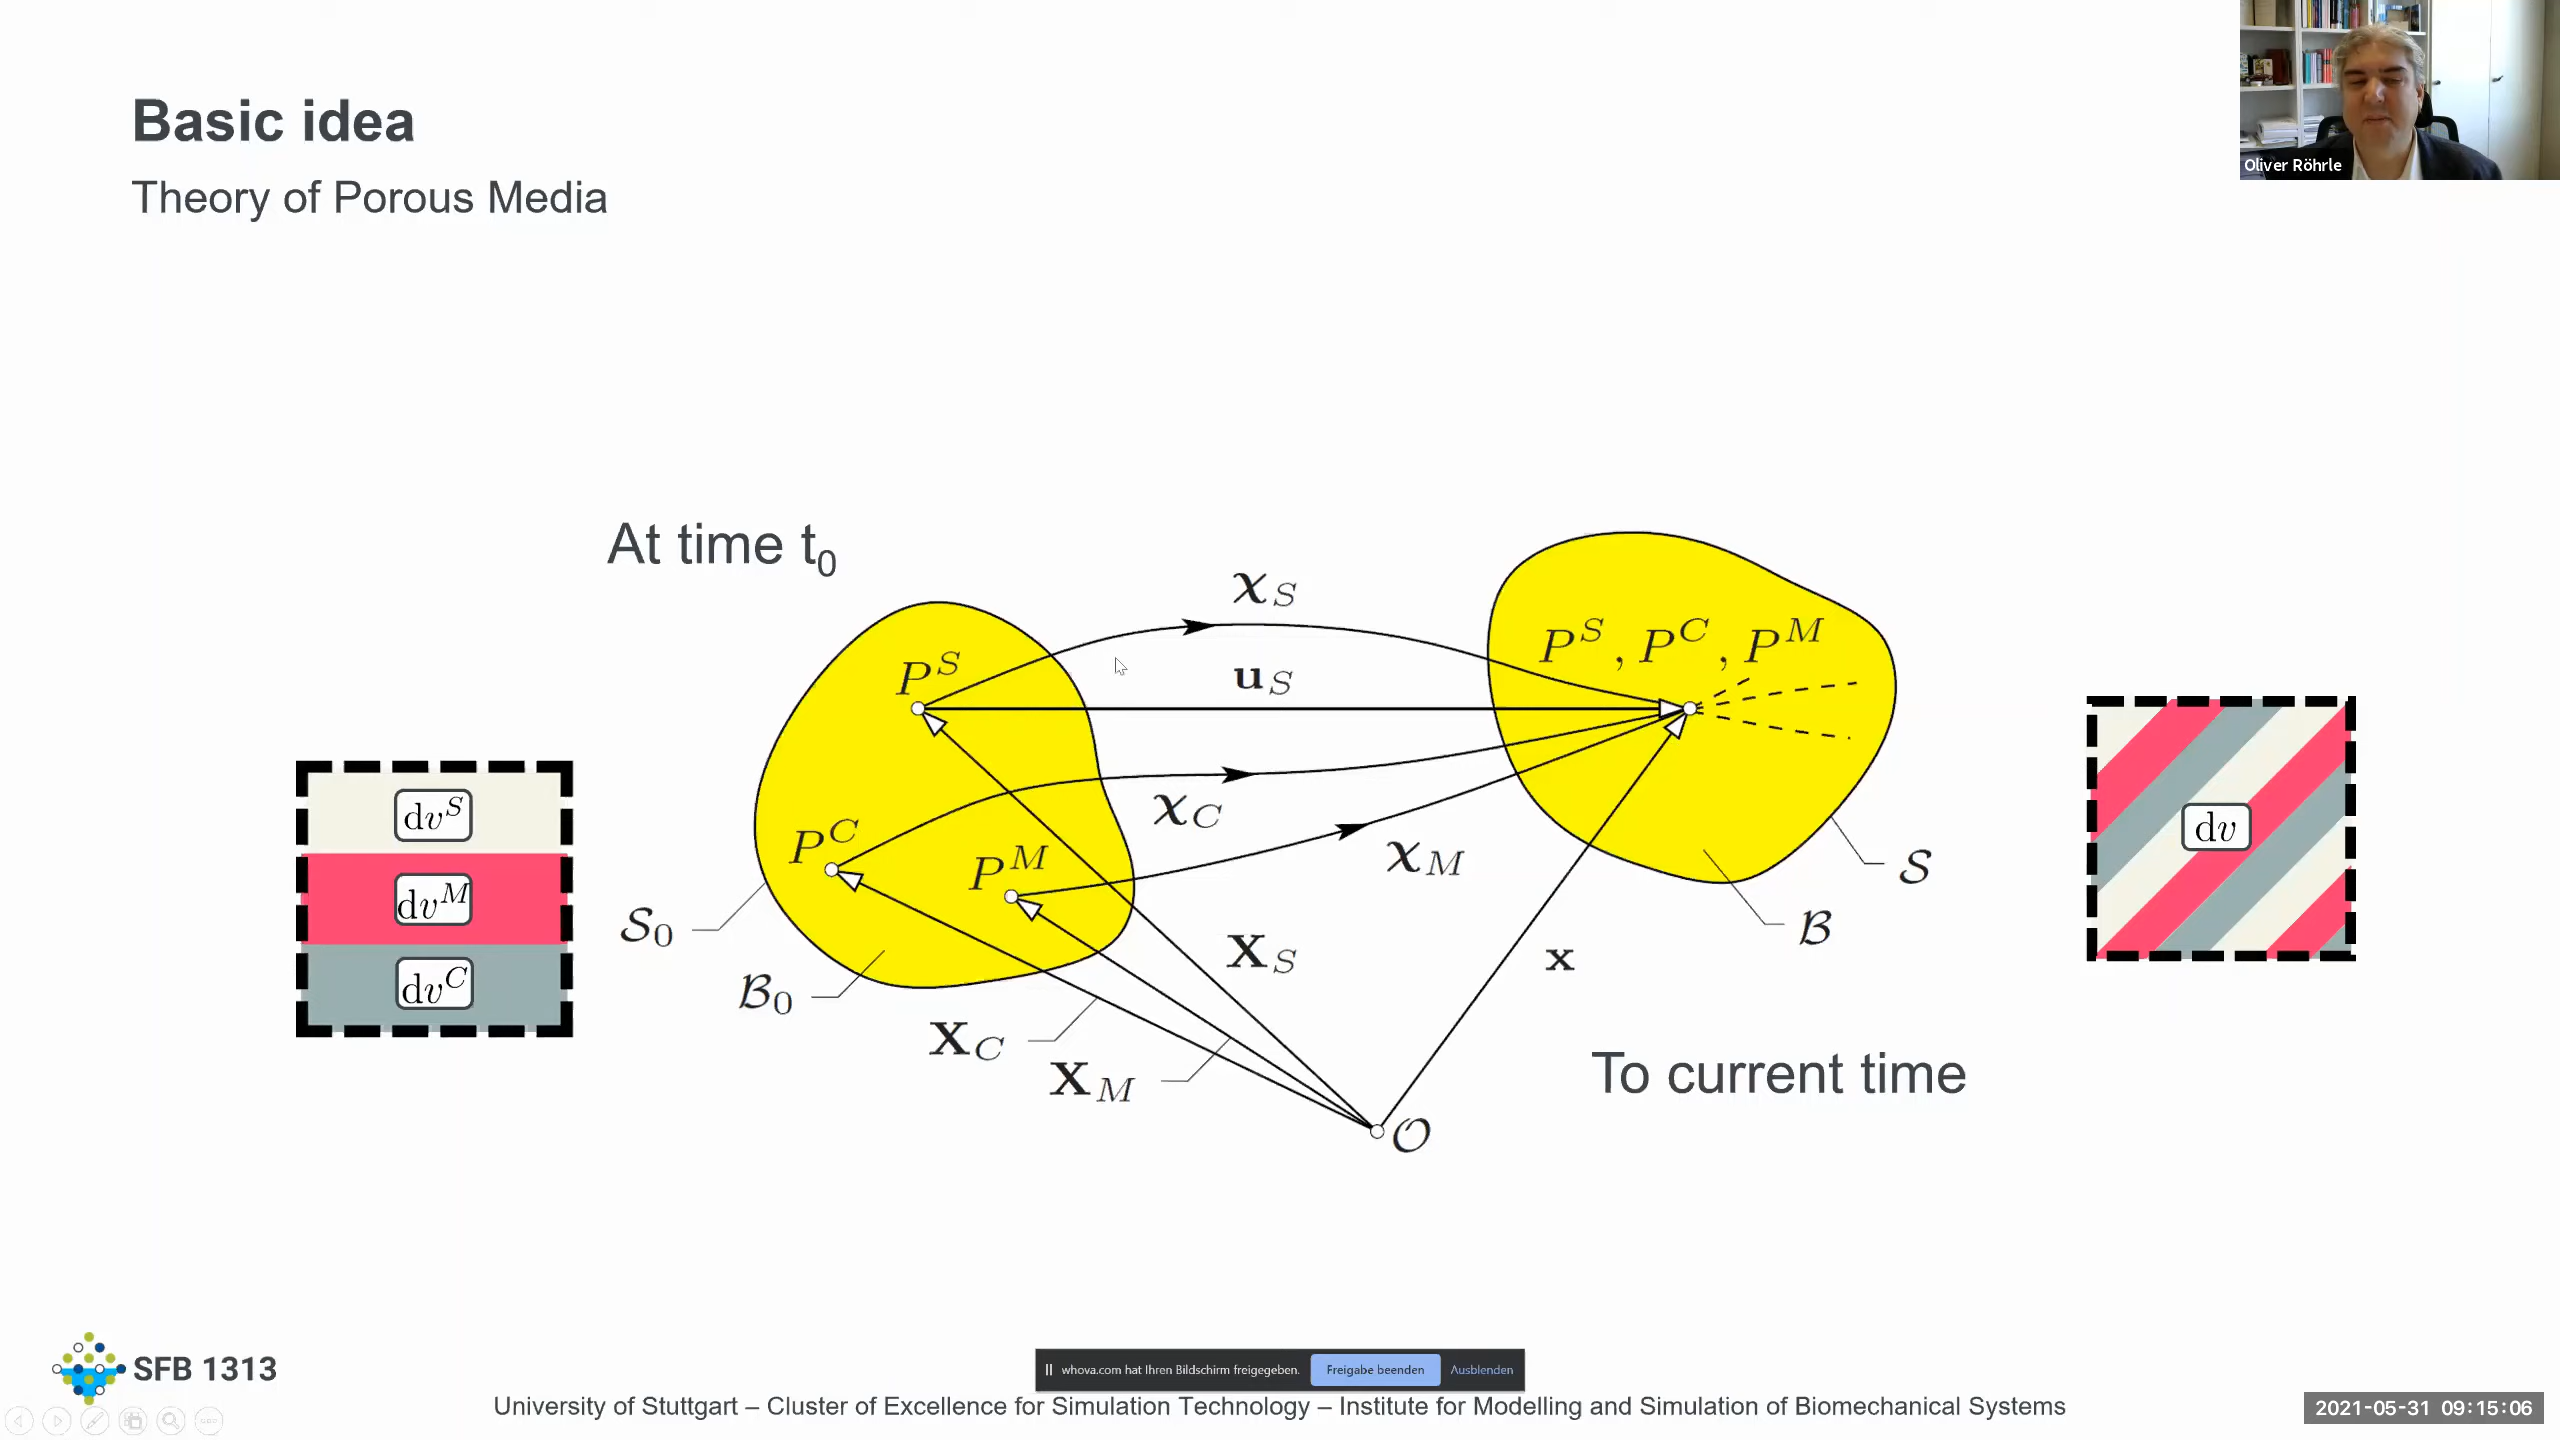 Basic idea
Theory of Porous Media
Oliver Röhrle
At time t₀
χ_S
u_S
P^S
P^S, P^C, P^M
χ_C
P^C
P^M
χ_M
dv^S
dv^M
dv^C
dv
S₀
B₀
X_S
X_C
X_M
x
S
B
To current time
O
SFB 1313
whova.com hat Ihren Bildschirm freigegeben.
Freigabe beenden
Ausblenden
University of Stuttgart – Cluster of Excellence for Simulation Technology – Institute for Modelling and Simulation of Biomechanical Systems
2021-05-31 09:15:06